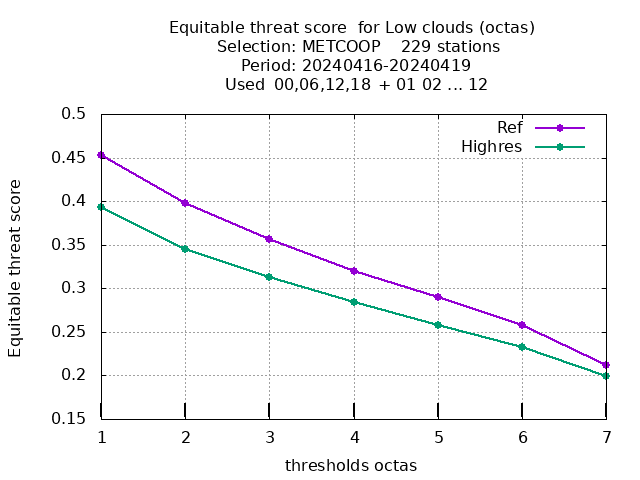 Equitable threat score  for Low clouds (octas)
Selection: METCOOP    229 stations
Period: 20240416-20240419
Used  00,06,12,18 + 01 02 ... 12
0.5
Ref
Highres
0.45
0.4
0.35
0.3
0.25
0.2
0.15
Equitable threat score
1 2 3 4 5 6 7
thresholds octas